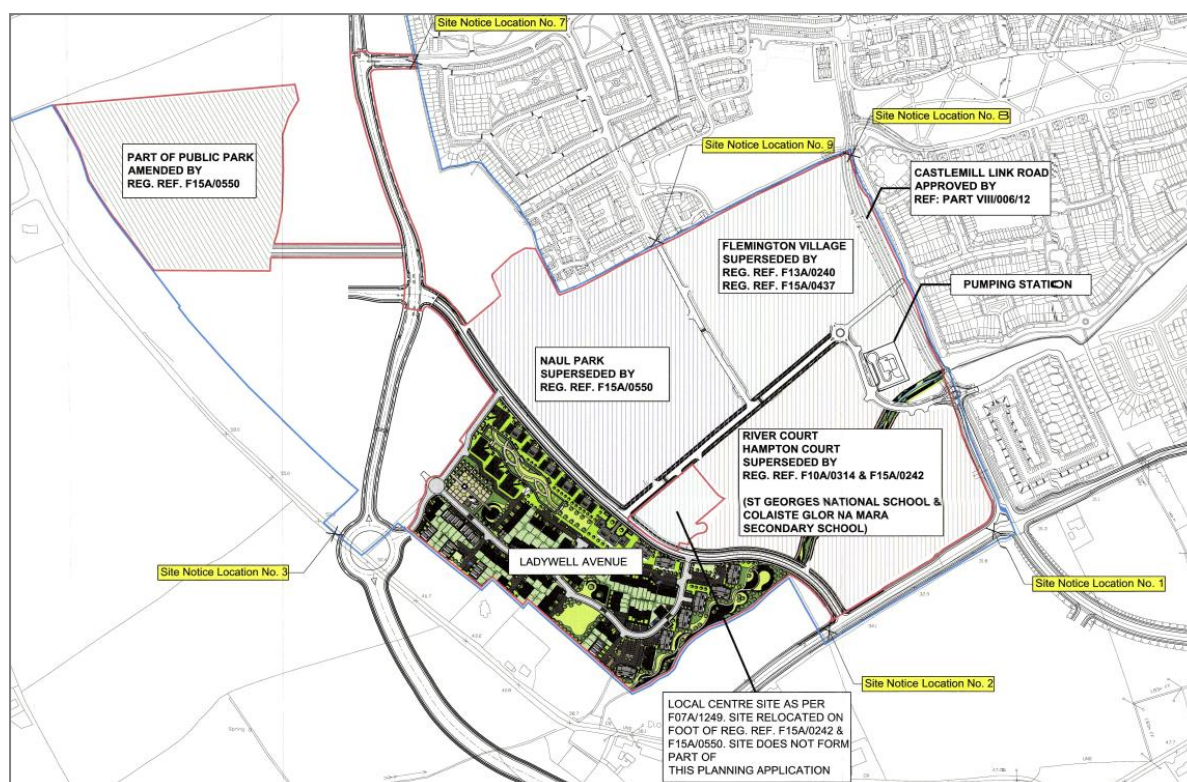 Site Notice Location No. 7
Site Notice Location No. 8
Site Notice Location No. 9
PART OF PUBLIC PARK
AMENDED BY
REG. REF. F15A/0550
CASTLEMILL LINK ROAD
APPROVED BY
REF: PART VIII/006/12
FLEMINGTON VILLAGE
SUPERSEDED BY
REG. REF. F13A/0240
REG. REF. F15A/0437
PUMPING STATION
NAUL PARK
SUPERSEDED BY
REG. REF. F15A/0550
RIVER COURT
HAMPTON COURT
SUPERSEDED BY
REG. REF. F10A/0314 & F15A/0242
(ST GEORGES NATIONAL SCHOOL &
COLAISTE GLOR NA MARA
SECONDARY SCHOOL)
LADYWELL AVENUE
Site Notice Location No. 3
Site Notice Location No. 1
Site Notice Location No. 2
LOCAL CENTRE SITE AS PER
F07A/1249. SITE RELOCATED ON
FOOT OF REG. REF. F15A/0242 &
F15A/0550. SITE DOES NOT FORM
PART OF
THIS PLANNING APPLICATION
Spring